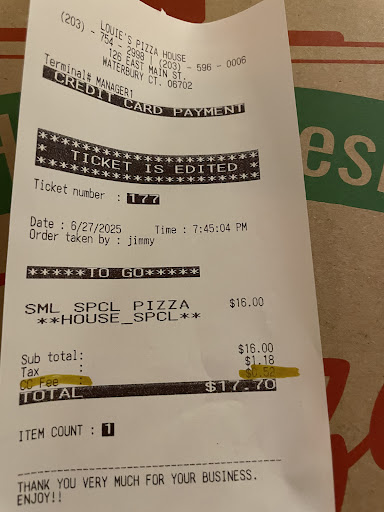 LOUIE'S PIZZA HOUSE
(203) - 754 - 2998 | (203) - 596 - 0006
126 EAST MAIN ST.
WATERBURY CT. 06702
Terminal# MANAGER1
CREDIT CARD PAYMENT
* TICKET IS EDITED *
Ticket number : 177
Date : 6/27/2025 Time : 7:45:04 PM
Order taken by : jimmy
*****TO GO*****
SML SPCL PIZZA $16.00
**HOUSE_SPCL**
Sub total: $16.00
Tax : $1.18
CC Fee : $0.52
TOTAL $17.70
ITEM COUNT : 1
THANK YOU VERY MUCH FOR YOUR BUSINESS.
ENJOY!!